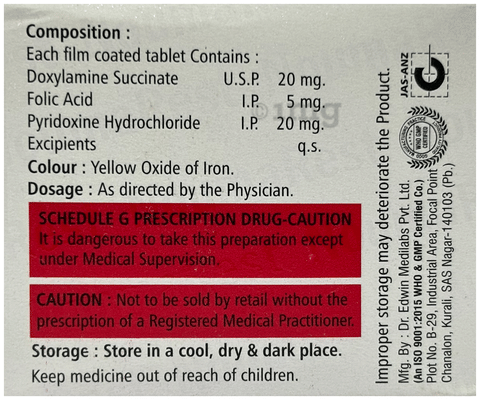 Composition :
Each film coated tablet Contains :
Doxylamine Succinate U.S.P. 20 mg.
Folic Acid I.P. 5 mg.
Pyridoxine Hydrochloride I.P. 20 mg.
Excipients q.s.
Colour : Yellow Oxide of Iron.
Dosage : As directed by the Physician.
SCHEDULE G PRESCRIPTION DRUG-CAUTION
It is dangerous to take this preparation except
under Medical Supervision.
CAUTION : Not to be sold by retail without the
prescription of a Registered Medical Practitioner.
Storage : Store in a cool, dry & dark place.
Keep medicine out of reach of children.
Improper storage may deteriorate the Product.
Mfg. By : Dr. Edwin Medilabs Pvt. Ltd.
(An ISO 9001:2015 WHO & GMP Certified Co.)
Plot No. B-29, Industrial Area, Focal Point
Chanalon, Kurali, SAS Nagar-140103 (Pb.)
JAS-ANZ
WHO GMP
CERTIFIED
1mg